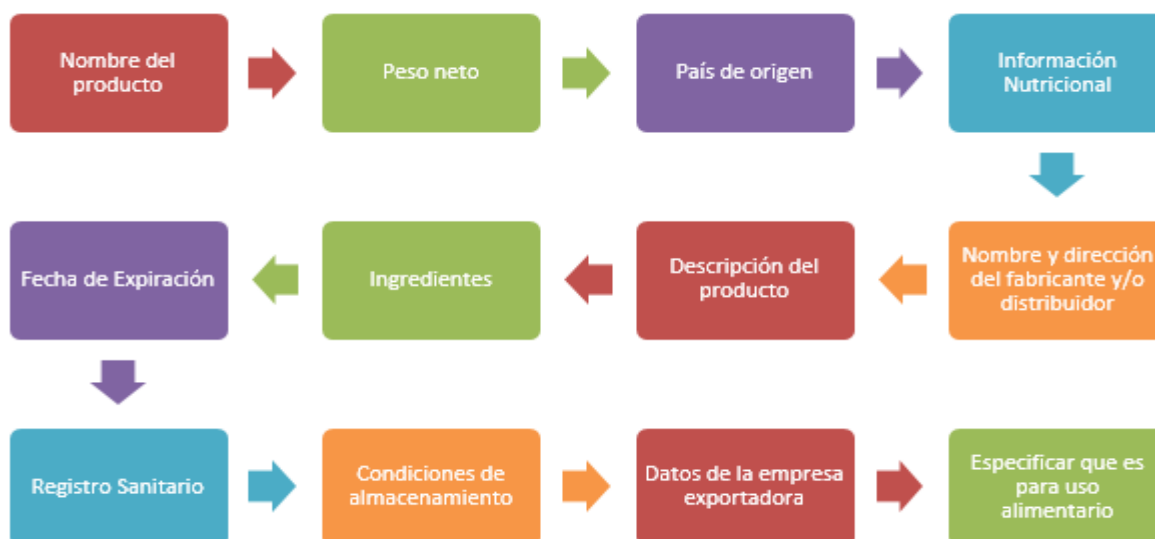 Nombre del
producto
Peso neto
País de origen
Información
Nutricional
Nombre y dirección
del fabricante y/o
distribuidor
Descripción del
producto
Ingredientes
Fecha de Expiración
Registro Sanitario
Condiciones de
almacenamiento
Datos de la empresa
exportadora
Especificar que es
para uso
alimentario